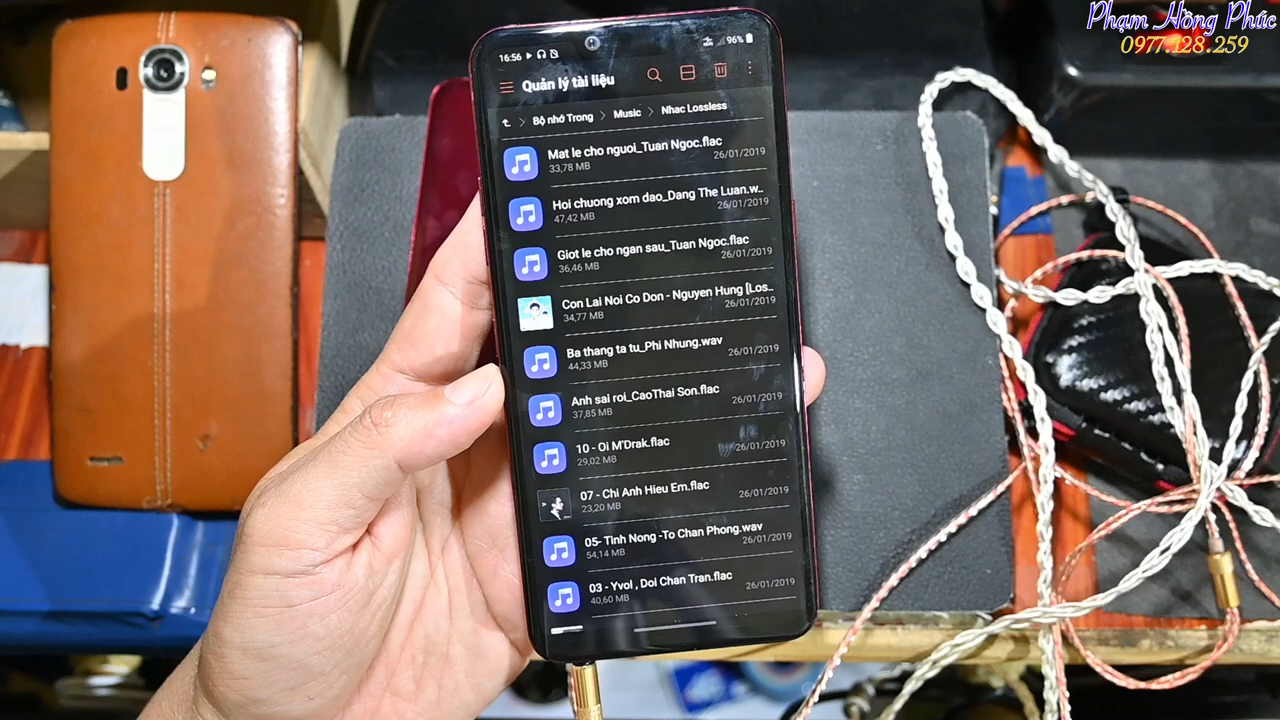 Phạm Hồng Phúc
0977.128.259
16:56
96%
Quản lý tài liệu
Bộ nhớ Trong > Music > Nhac Lossless
Mat le cho nguoi_Tuan Ngoc.flac
33,78 MB 26/01/2019
Hoi chuong xom dao_Dang The Luan.w..
47,42 MB 26/01/2019
Giot le cho ngan sau_Tuan Ngoc.flac
36,46 MB 26/01/2019
Con Lai Noi Co Don - Nguyen Hung [Los..
34,77 MB 26/01/2019
Ba thang ta tu_Phi Nhung.wav
44,33 MB 26/01/2019
Anh sai roi_CaoThai Son.flac
37,85 MB 26/01/2019
10 - Oi M'Drak.flac
29,02 MB 26/01/2019
07 - Chi Anh Hieu Em.flac
23,20 MB 26/01/2019
05- Tinh Nong -To Chan Phong.wav
54,14 MB 26/01/2019
03 - Yvol , Doi Chan Tran.flac
40,60 MB 26/01/2019